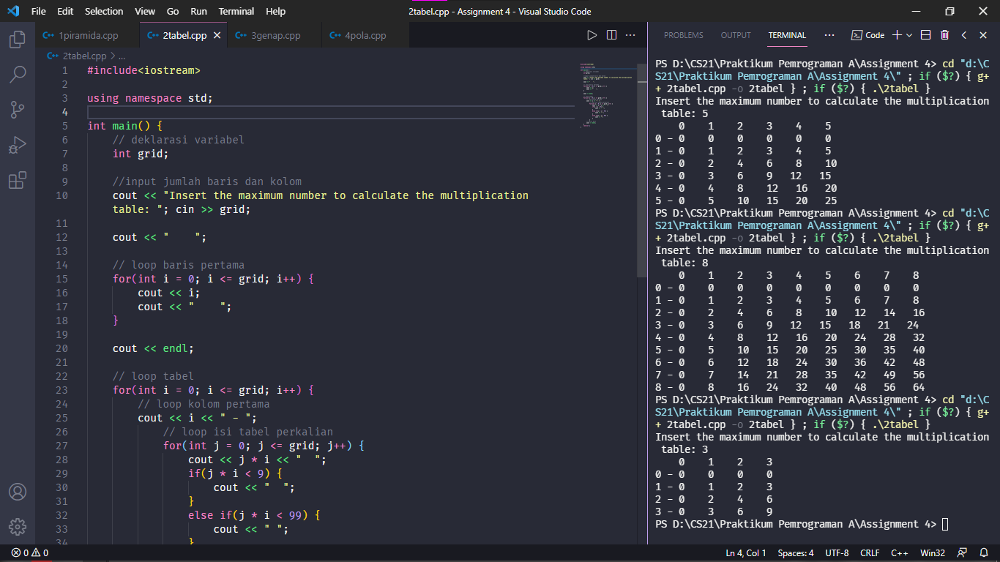 File Edit Selection View Go Run Terminal Help 2tabel.cpp - Assignment 4 - Visual Studio Code
1piramida.cpp 2tabel.cpp 3genap.cpp 4pola.cpp
2tabel.cpp > ...
1 #include<iostream>
2
3 using namespace std;
4
5 int main() {
6 // deklarasi variabel
7 int grid;
8
9 //input jumlah baris dan kolom
10 cout << "Insert the maximum number to calculate the multiplication
table: "; cin >> grid;
11
12 cout << "    ";
13
14 // loop baris pertama
15 for(int i = 0; i <= grid; i++) {
16 cout << i;
17 cout << "    ";
18 }
19
20 cout << endl;
21
22 // loop tabel
23 for(int i = 0; i <= grid; i++) {
24 // loop kolom pertama
25 cout << i << " - ";
26 // loop isi tabel perkalian
27 for(int j = 0; j <= grid; j++) {
28 cout << j * i << "  ";
29 if(j * i < 9) {
30 cout << "  ";
31 }
32 else if(j * i < 99) {
33 cout << " ";
34 }
PROBLEMS OUTPUT TERMINAL ... Code
PS D:\CS21\Praktikum Pemrograman A\Assignment 4> cd "d:\C
S21\Praktikum Pemrograman A\Assignment 4\" ; if ($?) { g+
+ 2tabel.cpp -o 2tabel } ; if ($?) { .\2tabel }
Insert the maximum number to calculate the multiplication
table: 5
0 1 2 3 4 5
0 - 0 0 0 0 0 0
1 - 0 1 2 3 4 5
2 - 0 2 4 6 8 10
3 - 0 3 6 9 12 15
4 - 0 4 8 12 16 20
5 - 0 5 10 15 20 25
PS D:\CS21\Praktikum Pemrograman A\Assignment 4> cd "d:\C
S21\Praktikum Pemrograman A\Assignment 4\" ; if ($?) { g+
+ 2tabel.cpp -o 2tabel } ; if ($?) { .\2tabel }
Insert the maximum number to calculate the multiplication
table: 8
0 1 2 3 4 5 6 7 8
0 - 0 0 0 0 0 0 0 0 0
1 - 0 1 2 3 4 5 6 7 8
2 - 0 2 4 6 8 10 12 14 16
3 - 0 3 6 9 12 15 18 21 24
4 - 0 4 8 12 16 20 24 28 32
5 - 0 5 10 15 20 25 30 35 40
6 - 0 6 12 18 24 30 36 42 48
7 - 0 7 14 21 28 35 42 49 56
8 - 0 8 16 24 32 40 48 56 64
PS D:\CS21\Praktikum Pemrograman A\Assignment 4> cd "d:\C
S21\Praktikum Pemrograman A\Assignment 4\" ; if ($?) { g+
+ 2tabel.cpp -o 2tabel } ; if ($?) { .\2tabel }
Insert the maximum number to calculate the multiplication
table: 3
0 1 2 3
0 - 0 0 0 0
1 - 0 1 2 3
2 - 0 2 4 6
3 - 0 3 6 9
PS D:\CS21\Praktikum Pemrograman A\Assignment 4>
0 0 Ln 4, Col 1 Spaces: 4 UTF-8 CRLF C++ Win32